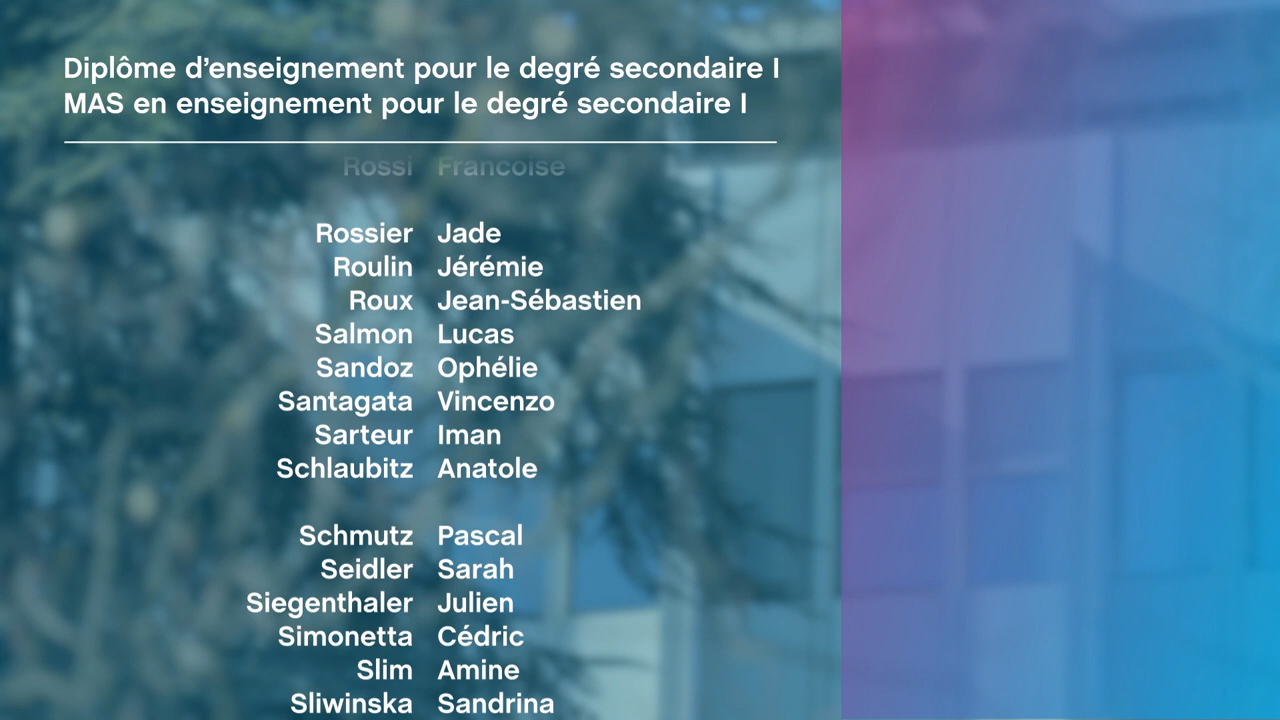 Diplôme d’enseignement pour le degré secondaire I
MAS en enseignement pour le degré secondaire I
Rossi Francoise
Rossier Jade
Roulin Jérémie
Roux Jean-Sébastien
Salmon Lucas
Sandoz Ophélie
Santagata Vincenzo
Sarteur Iman
Schlaubitz Anatole
Schmutz Pascal
Seidler Sarah
Siegenthaler Julien
Simonetta Cédric
Slim Amine
Sliwinska Sandrina